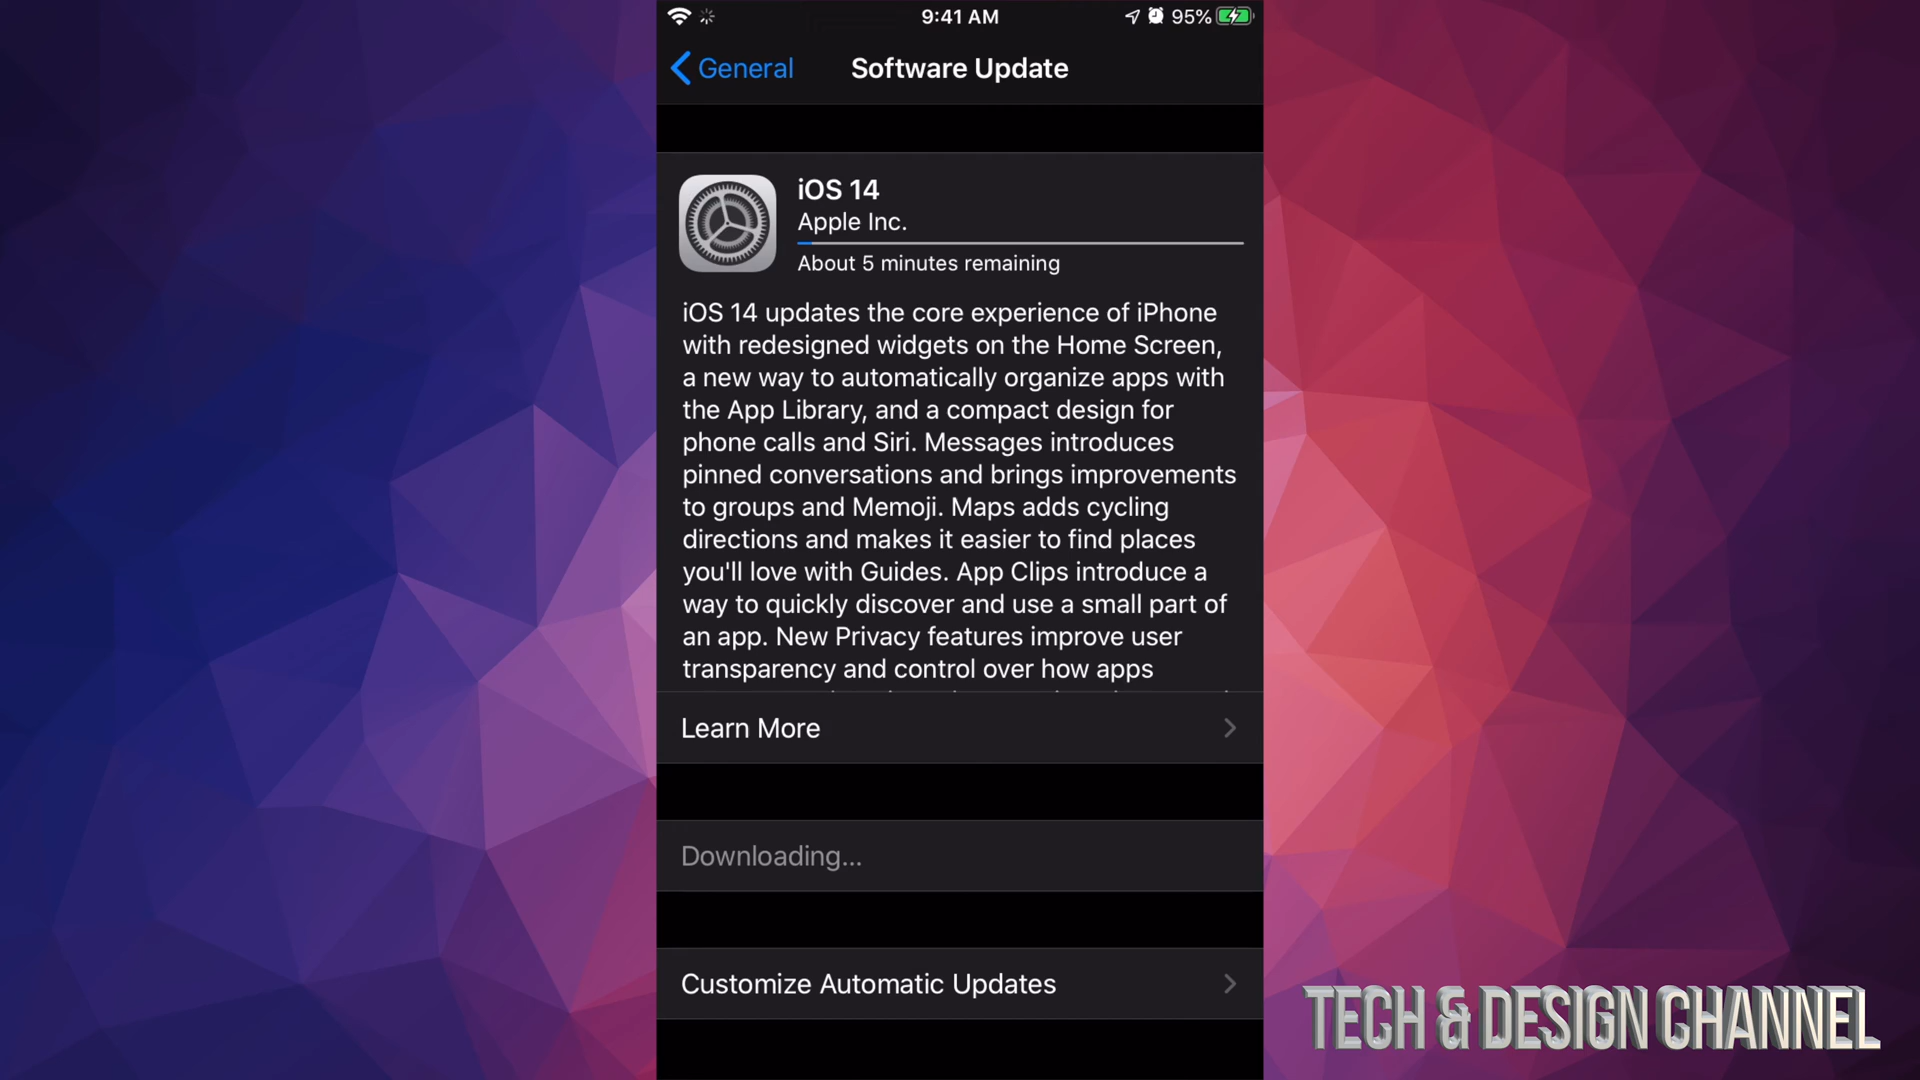 9:41 AM
95%
General
Software Update
iOS 14
Apple Inc.
About 5 minutes remaining
iOS 14 updates the core experience of iPhone
with redesigned widgets on the Home Screen,
a new way to automatically organize apps with
the App Library, and a compact design for
phone calls and Siri. Messages introduces
pinned conversations and brings improvements
to groups and Memoji. Maps adds cycling
directions and makes it easier to find places
you'll love with Guides. App Clips introduce a
way to quickly discover and use a small part of
an app. New Privacy features improve user
transparency and control over how apps
Learn More
Downloading...
Customize Automatic Updates
TECH & DESIGN CHANNEL